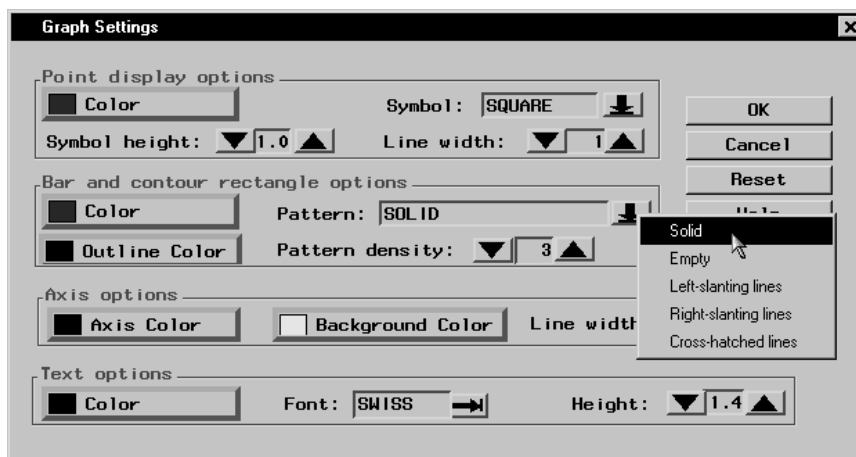 Graph Settings
Point display options
Color
Symbol: SQUARE
Symbol height: 1.0
Line width: 1
OK
Cancel
Reset
Help
Bar and contour rectangle options
Color
Pattern: SOLID
Outline Color
Pattern density: 3
Solid
Empty
Left-slanting lines
Right-slanting lines
Cross-hatched lines
Axis options
Axis Color
Background Color
Line width
Text options
Color
Font: SWISS
Height: 1.4